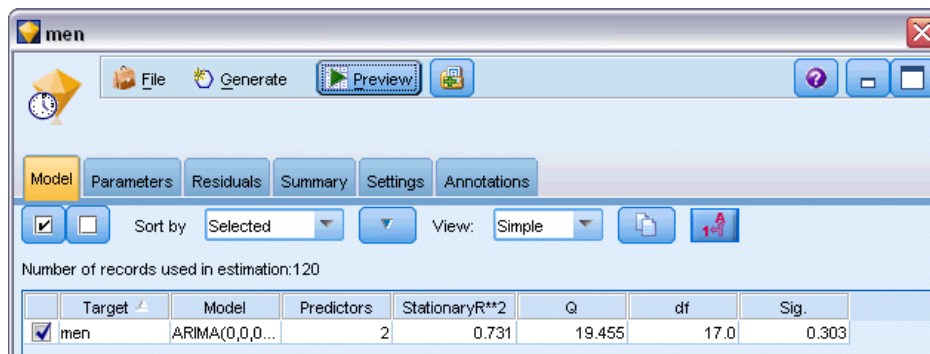 men
File Generate Preview
Model Parameters Residuals Summary Settings Annotations
Sort by Selected View: Simple 1 A
Number of records used in estimation:120
Target Model Predictors StationaryR**2 Q df Sig.
men ARIMA(0,0,0... 2 0.731 19.455 17.0 0.303